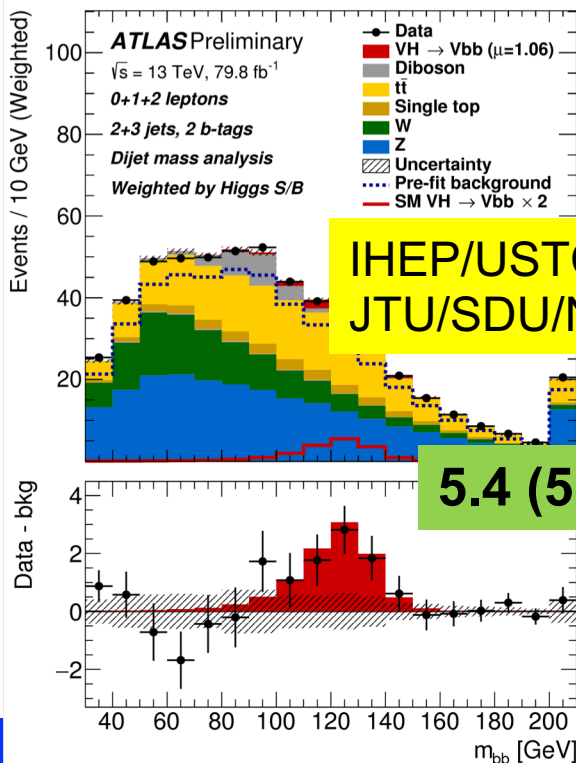 ATLAS Preliminary
√s = 13 TeV, 79.8 fb⁻¹
0+1+2 leptons
2+3 jets, 2 b-tags
Dijet mass analysis
Weighted by Higgs S/B
Data
VH → Vbb (μ=1.06)
Diboson
tt̄
Single top
W
Z
Uncertainty
Pre-fit background
SM VH → Vbb × 2
Events / 10 GeV (Weighted)
100
80
60
40
20
IHEP/UST
JTU/SDU/
5.4 (5
Data - bkg
4
2
0
−2
40 60 80 100 120 140 160 180 200
m_bb [GeV]